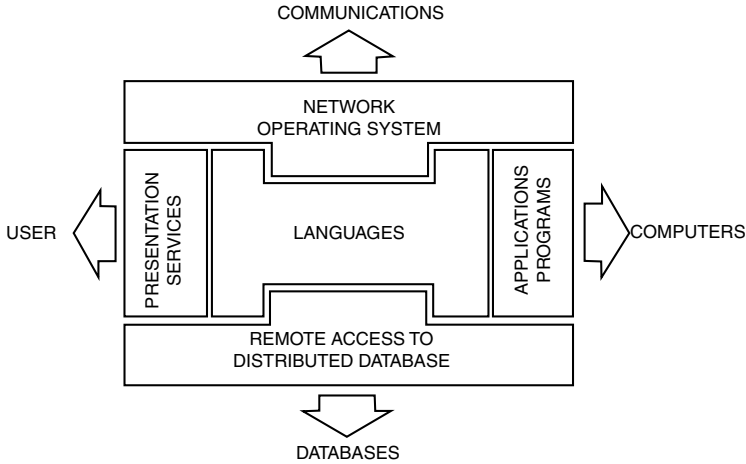 COMMUNICATIONS
NETWORK
OPERATING SYSTEM
USER
PRESENTATION
SERVICES
LANGUAGES
APPLICATIONS
PROGRAMS
COMPUTERS
REMOTE ACCESS TO
DISTRIBUTED DATABASE
DATABASES